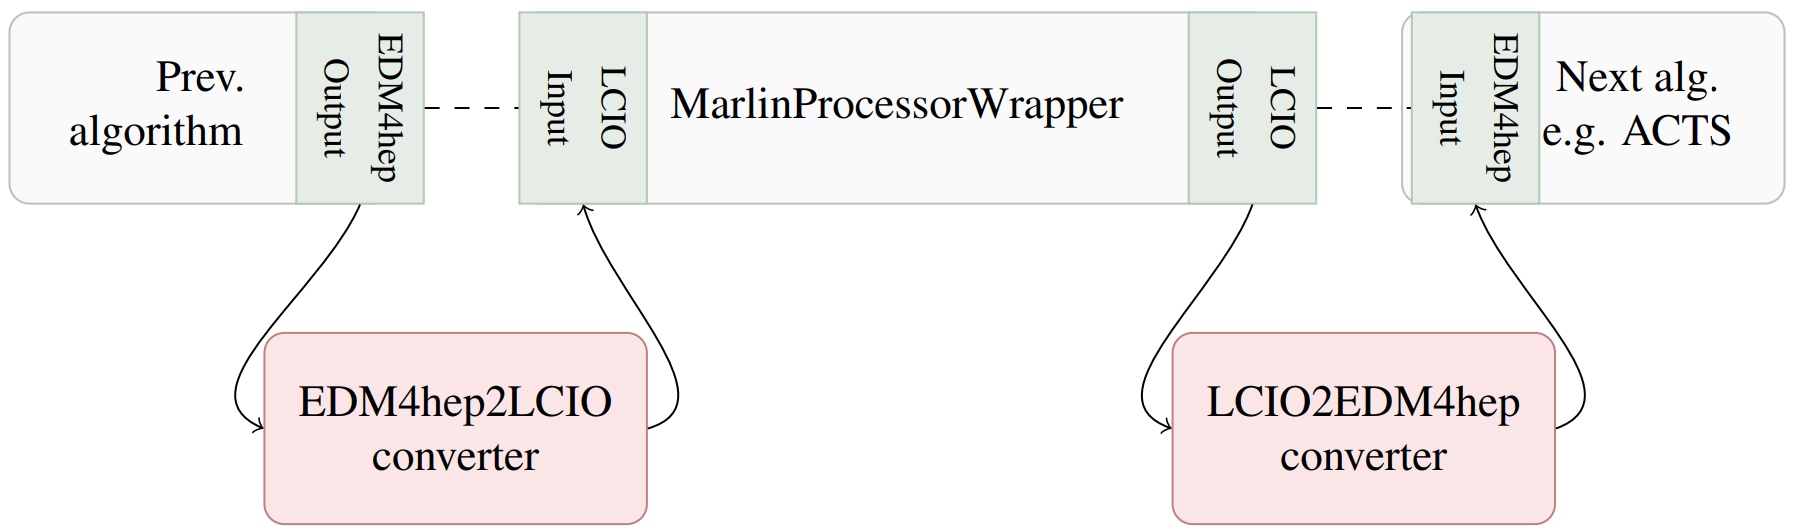 Prev.
algorithm
EDM4hep
Output
LCIO
Input
MarlinProcessorWrapper
LCIO
Output
EDM4hep
Input
Next alg.
e.g. ACTS
EDM4hep2LCIO
converter
LCIO2EDM4hep
converter